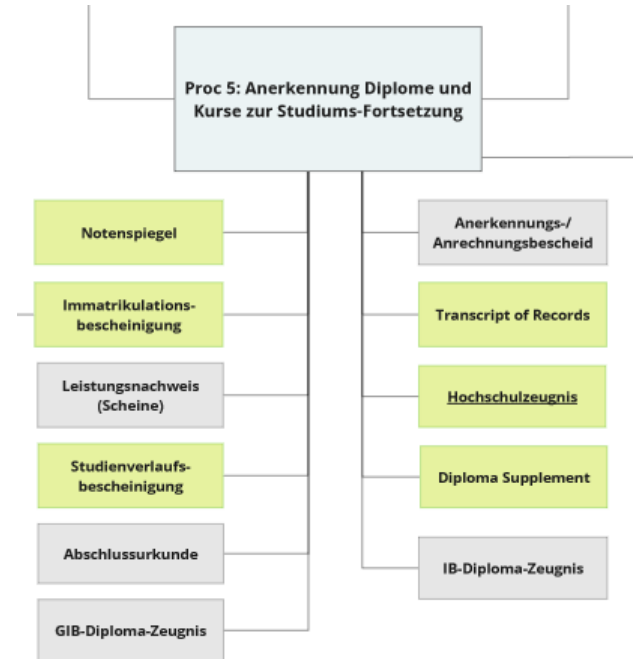 Proc 5: Anerkennung Diplome und
Kurse zur Studiums-Fortsetzung
Notenspiegel
Immatrikulations-
bescheinigung
Leistungsnachweis
(Scheine)
Studienverlaufs-
bescheinigung
Abschlussurkunde
GIB-Diploma-Zeugnis
Anerkennungs-/
Anrechnungsbescheid
Transcript of Records
Hochschulzeugnis
Diploma Supplement
IB-Diploma-Zeugnis